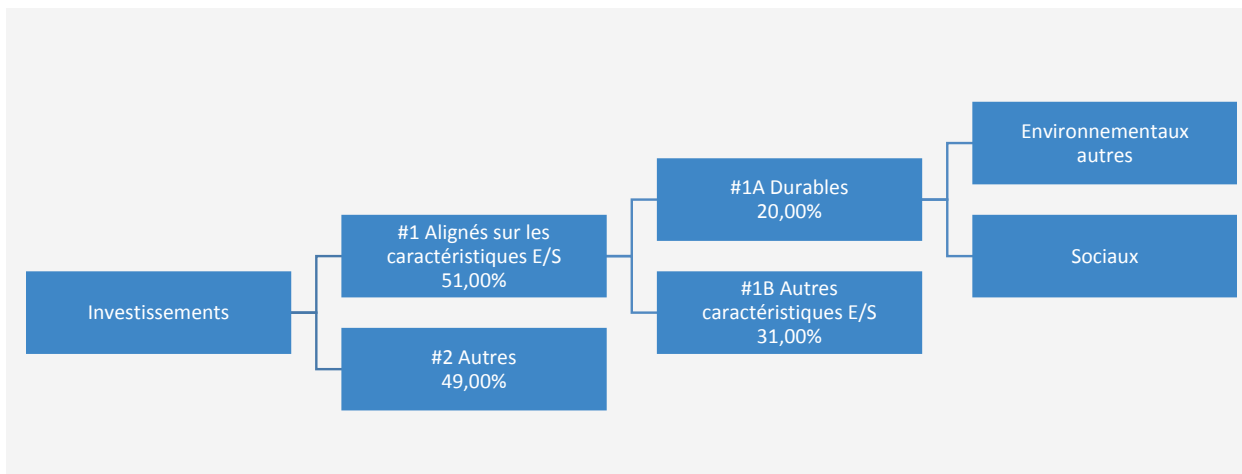 Investissements
#1 Alignés sur les
caractéristiques E/S
51,00%
#2 Autres
49,00%
#1A Durables
20,00%
#1B Autres
caractéristiques E/S
31,00%
Environnementaux
autres
Sociaux